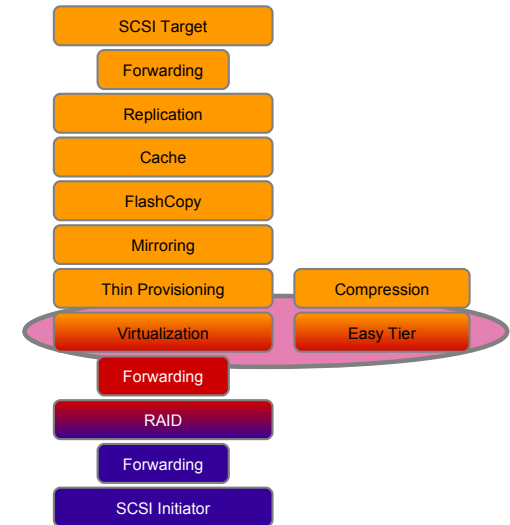 SCSI Target
Forwarding
Replication
Cache
FlashCopy
Mirroring
Thin Provisioning
Compression
Virtualization
Easy Tier
Forwarding
RAID
Forwarding
SCSI Initiator